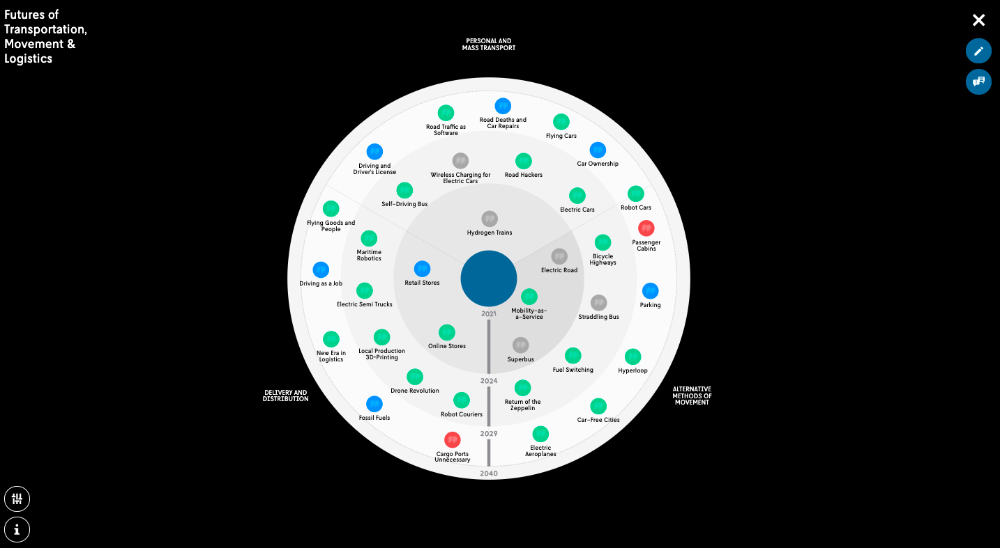 Futures of
Transportation,
Movement &
Logistics
PERSONAL AND
MASS TRANSPORT
Road Traffic as
Software
Road Deaths and
Car Repairs
Flying Cars
Driving and
Driver's License
Car Ownership
Wireless Charging for
Electric Cars
Road Hackers
Self-Driving Bus
Electric Cars
Robot Cars
Flying Goods and
People
Hydrogen Trains
Passenger
Cabins
Maritime
Robotics
Bicycle
Highways
Electric Road
Driving as a Job
Retail Stores
Electric Semi Trucks
Mobility-as-
a-Service
Parking
Straddling Bus
2021
New Era in
Logistics
Local Production
3D-Printing
Online Stores
Superbus
Fuel Switching
Hyperloop
2024
Drone Revolution
Return of the
Zeppelin
DELIVERY AND
DISTRIBUTION
ALTERNATIVE
METHODS OF
MOVEMENT
Fossil Fuels
Robot Couriers
Car-Free Cities
2029
Cargo Ports
Unnecessary
Electric
Aeroplanes
2040